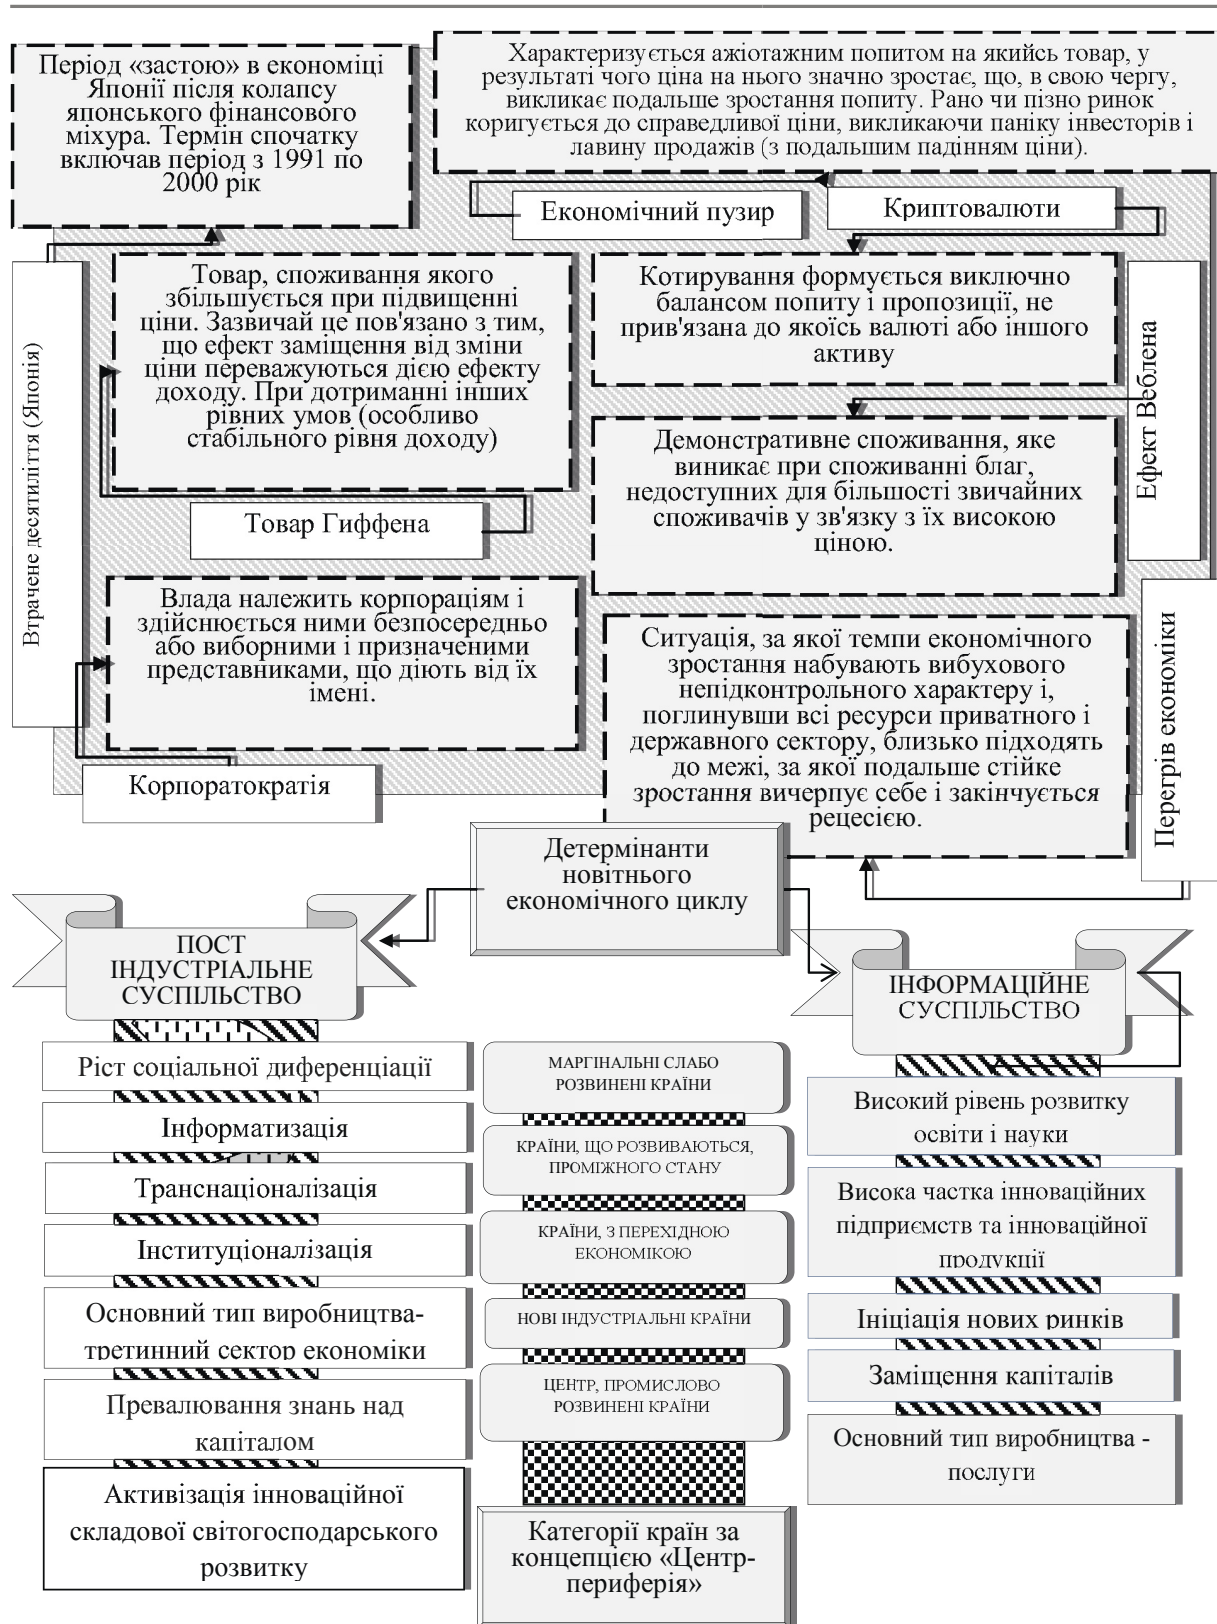 Період «застою» в економіці
Японії після колапсу
японського фінансового
міхура. Термін спочатку
включав період з 1991 по
2000 рік
Характеризується ажіотажним попитом на якийсь товар, у
результаті чого ціна на нього значно зростає, що, в свою чергу,
викликає подальше зростання попиту. Рано чи пізно ринок
коригується до справедливої ціни, викликаючи паніку інвесторів і
лавину продажів (з подальшим падінням ціни).
Економічний пузир
Криптовалюти
Втрачене десятиліття (Японія)
Товар, споживання якого
збільшується при підвищенні
ціни. Зазвичай це пов'язано з тим,
що ефект заміщення від зміни
ціни переважуються дією ефекту
доходу. При дотриманні інших
рівних умов (особливо
стабільного рівня доходу)
Котирування формується виключно
балансом попиту і пропозиції, не
прив'язана до якоїсь валюті або іншого
активу
Ефект Веблена
Демонстративне споживання, яке
виникає при споживанні благ,
недоступних для більшості звичайних
споживачів у зв'язку з їх високою
ціною.
Товар Гиффена
Влада належить корпораціям і
здійснюється ними безпосередньо
або виборними і призначеними
представниками, що діють від їх
імені.
Ситуація, за якої темпи економічного
зростання набувають вибухового
непідконтрольного характеру і,
поглинувши всі ресурси приватного і
державного сектору, близько підходять
до межі, за якої подальше стійке
зростання вичерпує себе і закінчується
рецесією.
Перегрів економіки
Корпоратократія
Детермінанти
новітнього
економічного циклу
ПОСТ
ІНДУСТРІАЛЬНЕ
СУСПІЛЬСТВО
ІНФОРМАЦІЙНЕ
СУСПІЛЬСТВО
Ріст соціальної диференціації
Інформатизація
Транснаціоналізація
Інституціоналізація
Основний тип виробництва-
третинний сектор економіки
Превалювання знань над
капіталом
Активізація інноваційної
складової світогосподарського
розвитку
МАРГІНАЛЬНІ СЛАБО
РОЗВИНЕНІ КРАЇНИ
КРАЇНИ, ЩО РОЗВИВАЮТЬСЯ,
ПРОМІЖНОГО СТАНУ
КРАЇНИ, З ПЕРЕХІДНОЮ
ЕКОНОМІКОЮ
НОВІ ІНДУСТРІАЛЬНІ КРАЇНИ
ЦЕНТР, ПРОМИСЛОВО
РОЗВИНЕНІ КРАЇНИ
Категорії країн за
концепцією «Центр-
периферія»
Високий рівень розвитку
освіти і науки
Висока частка інноваційних
підприємств та інноваційної
продукції
Ініціація нових ринків
Заміщення капіталів
Основний тип виробництва -
послуги